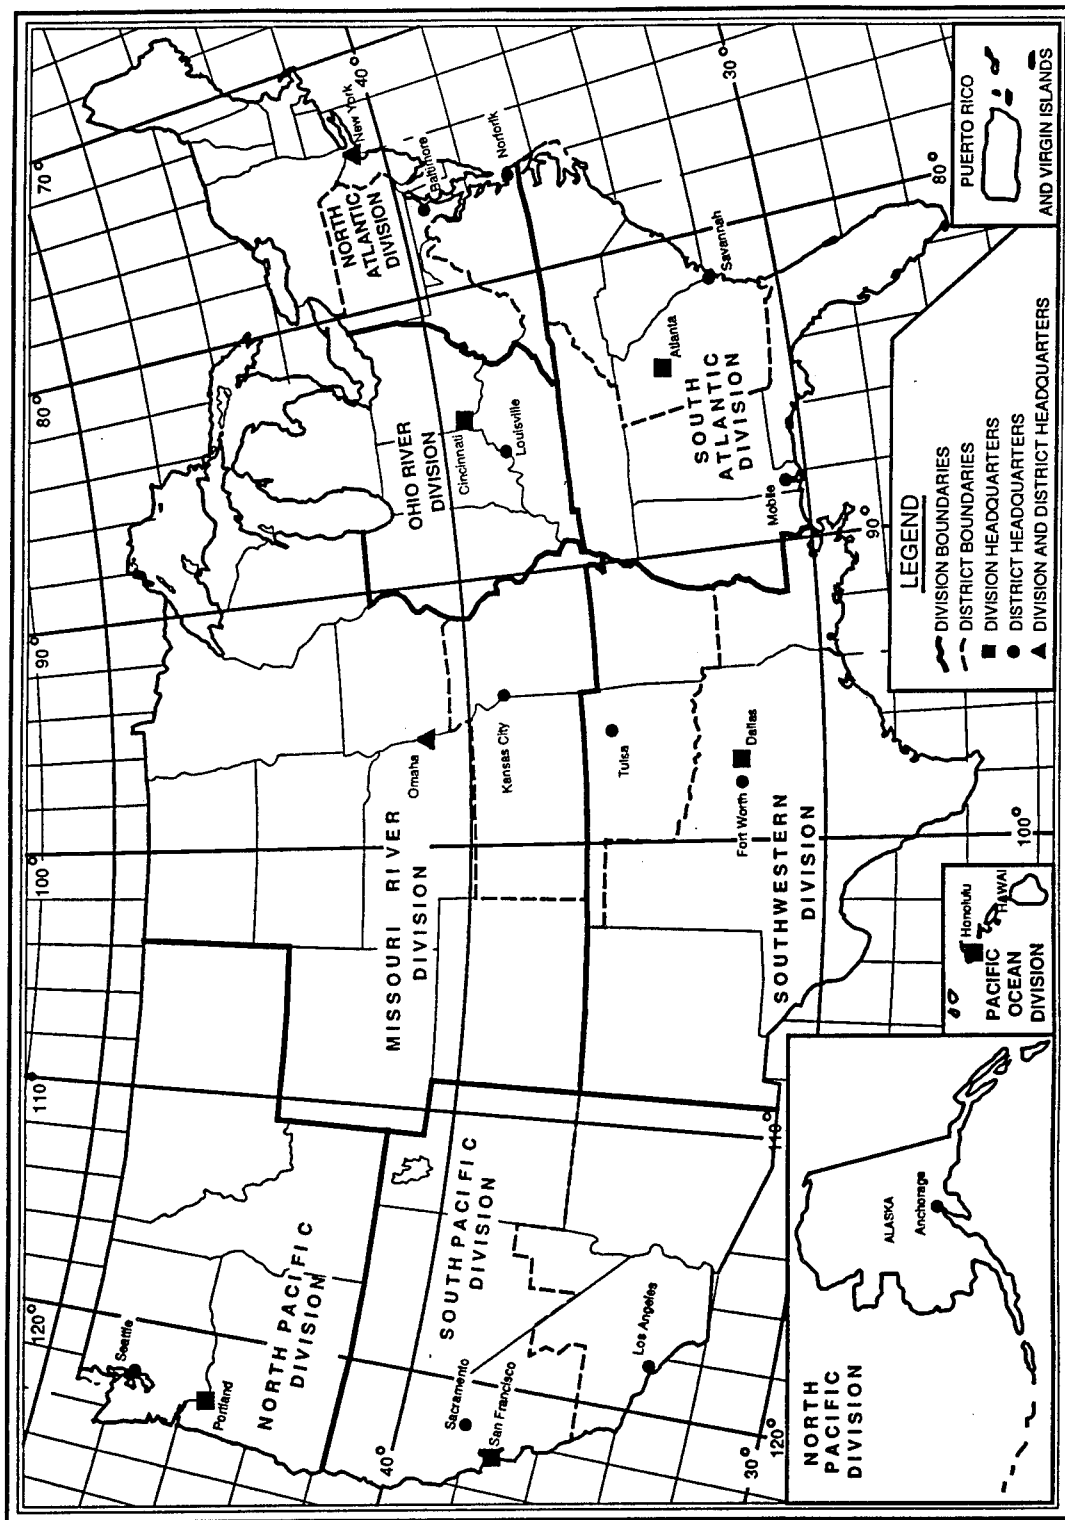 120°
110
100°
90°
80°
70°
Seattle
Portland
NORTH PACIFIC
DIVISION
40°
Sacramento
San Francisco
SOUTH PACIFIC
DIVISION
Los Angeles
30°
120°
110°
MISSOURI RIVER
DIVISION
Omaha
Kansas City
Tulsa
Fort Worth
Dallas
SOUTHWESTERN
DIVISION
100°
OHIO RIVER
DIVISION
Cincinnati
Louisville
NORTH
ATLANTIC
DIVISION
New York
40°
Baltimore
Norfolk
SOUTH
ATLANTIC
DIVISION
Atlanta
Savannah
Mobile
90°
80°
30°
NORTH
PACIFIC
DIVISION
ALASKA
Anchorage
Honolulu
HAWAI
PACIFIC
OCEAN
DIVISION
LEGEND
DIVISION BOUNDARIES
DISTRICT BOUNDARIES
DIVISION HEADQUARTERS
DISTRICT HEADQUARTERS
DIVISION AND DISTRICT HEADQUARTERS
PUERTO RICO
AND VIRGIN ISLANDS